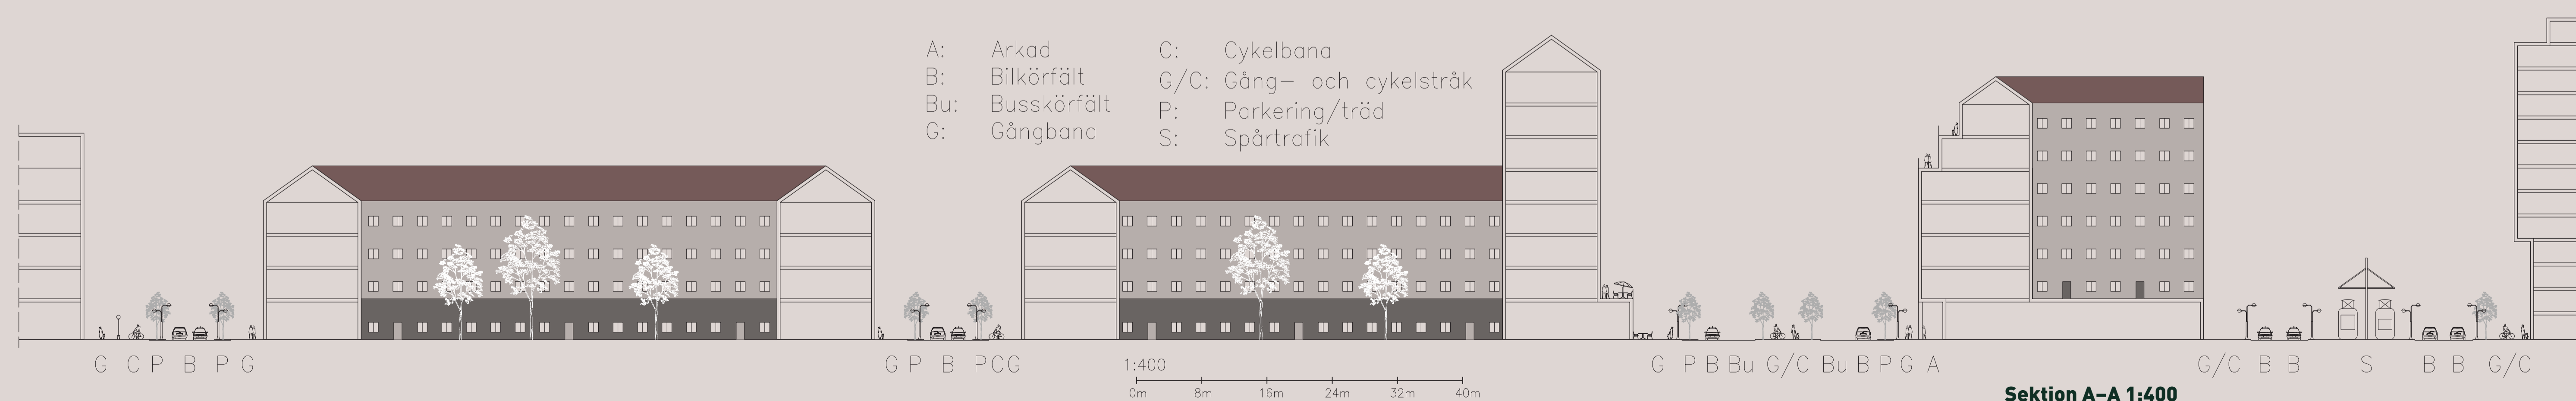 A: Arkad
B: Bilkörfält
Bu: Busskörfält
G: Gångbana
C: Cykelbana
G/C: Gång- och cykelstråk
P: Parkering/träd
S: Spårtrafik
G C P B P G
G P B P C G
1:400
G P B Bu G/C Bu B P G A
G/C B B S B B G/C
0m 8m 16m 24m 32m 40m
Sektion A-A 1:400